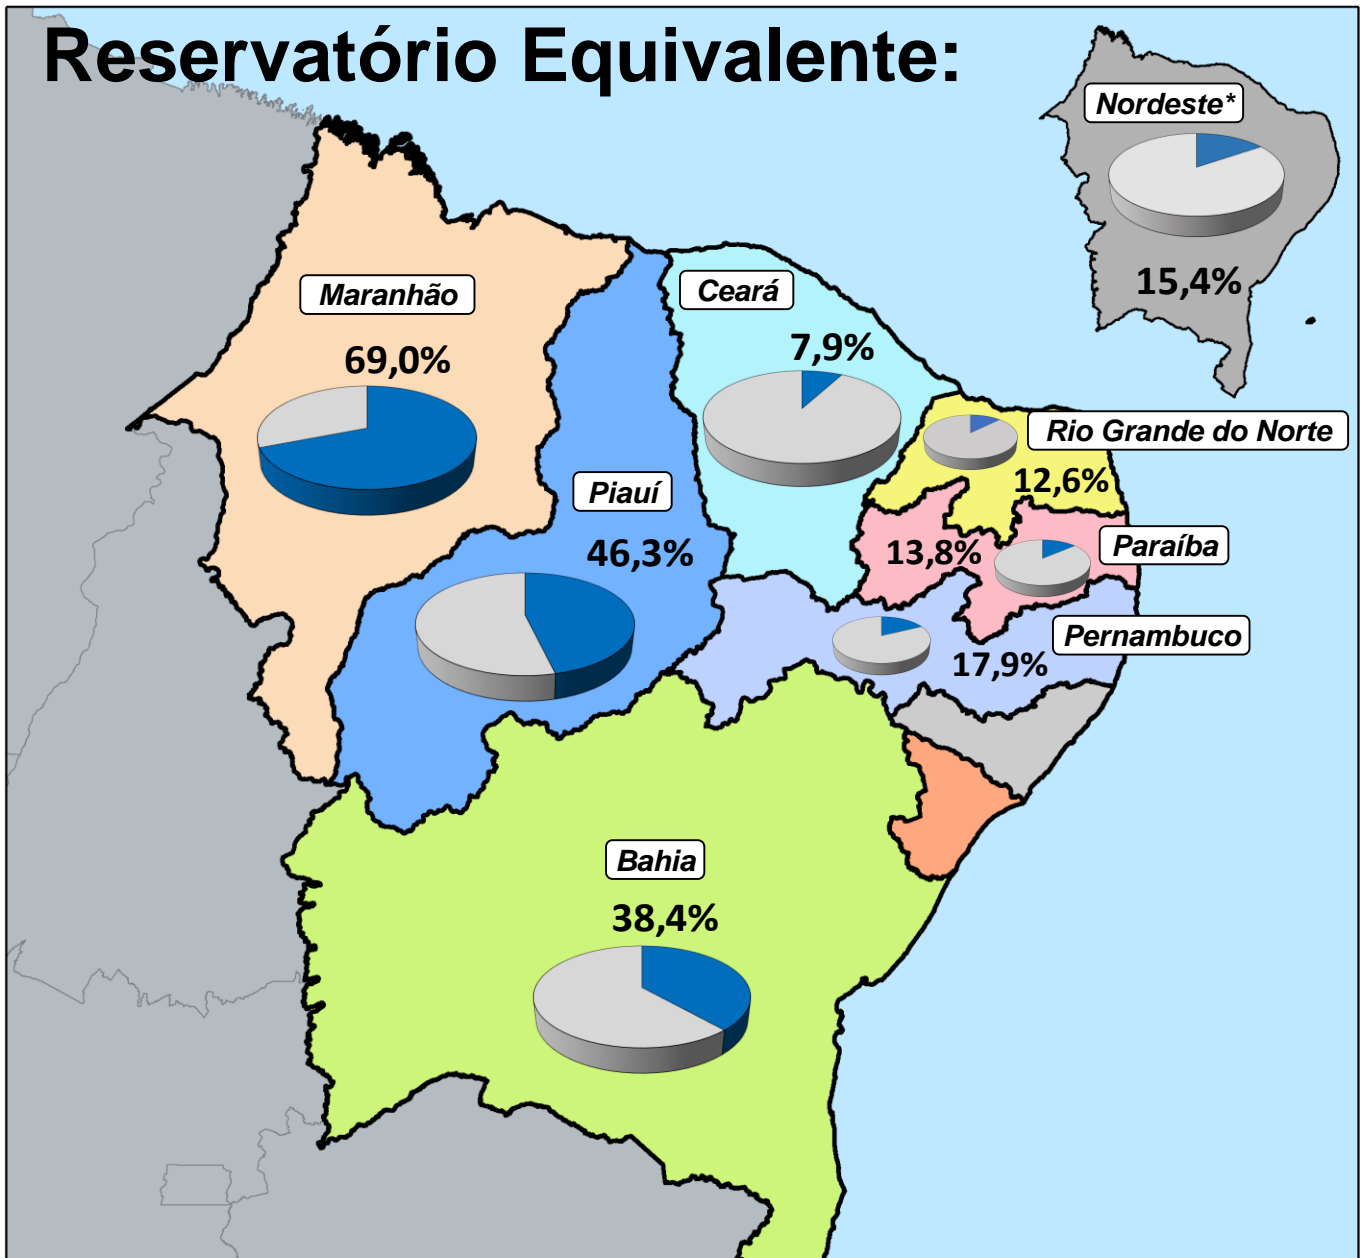 Reservatório Equivalente:
Nordeste*
15,4%
Maranhão
69,0%
Ceará
7,9%
Rio Grande do Norte
12,6%
Piauí
46,3%
Paraíba
13,8%
Pernambuco
17,9%
Bahia
38,4%